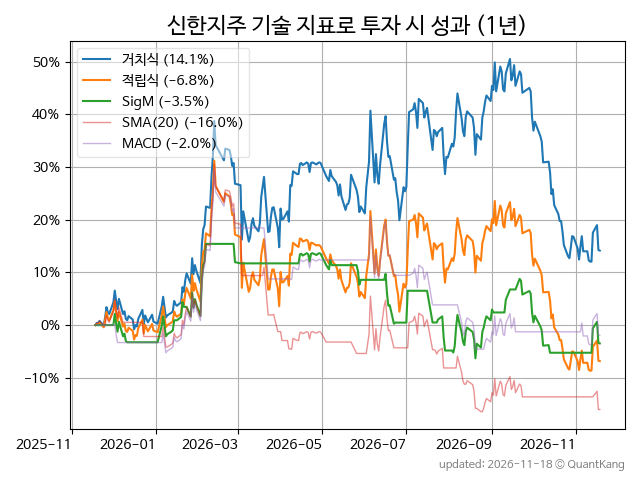 신한지주 기술 지표로 투자 시 성과 (1년)
거치식 (14.1%)
적립식 (−6.8%)
SigM (−3.5%)
SMA(20) (−16.0%)
MACD (−2.0%)
50%
40%
30%
20%
10%
0%
−10%
2025-11 2026-01 2026-03 2026-05 2026-07 2026-09 2026-11
updated: 2026-11-18 © QuantKang